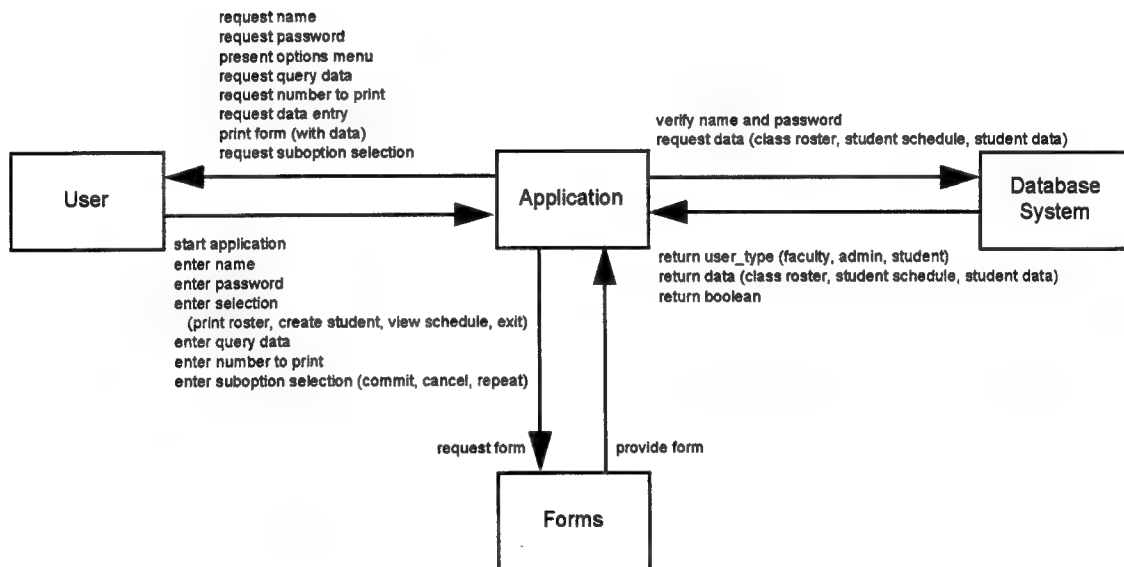 request name
request password
present options menu
request query data
request number to print
request data entry
print form (with data)
request suboption selection
verify name and password
request data (class roster, student schedule, student data)
User
Application
Database
System
start application
enter name
enter password
enter selection
(print roster, create student, view schedule, exit)
enter query data
enter number to print
enter suboption selection (commit, cancel, repeat)
return user_type (faculty, admin, student)
return data (class roster, student schedule, student data)
return boolean
request form
provide form
Forms